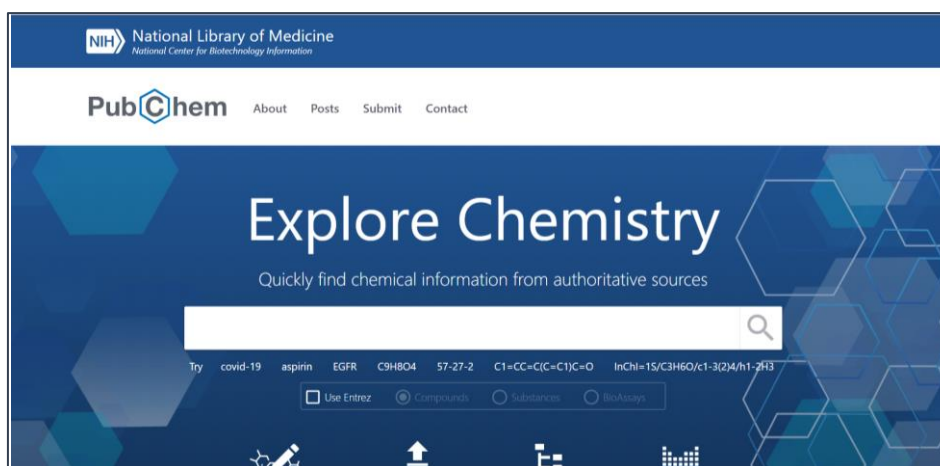 NIH National Library of Medicine
National Center for Biotechnology Information
PubChem About Posts Submit Contact
Explore Chemistry
Quickly find chemical information from authoritative sources
Try covid-19 aspirin EGFR C9H8O4 57-27-2 C1=CC=C(C=C1)C=O InChI=1S/C3H6O/c1-3(2)4/h1-2H3
Use Entrez Compounds Substances BioAssays